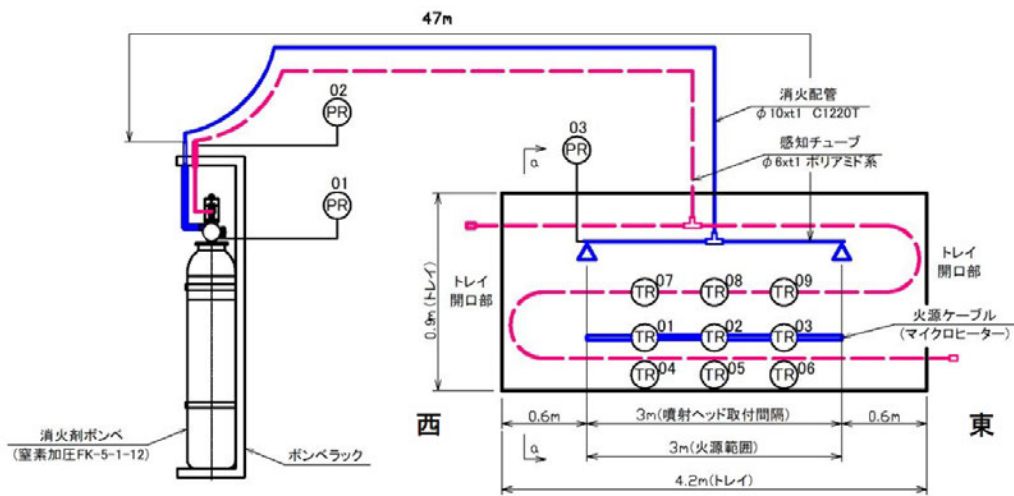 47m
02
PR
01
PR
03
PR
a
消火配管
φ10xt1 C1220T
感知チューブ
φ6xt1 ポリアミド系
トレイ
開口部
トレイ
開口部
0.9m(トレイ)
TR 07
TR 08
TR 09
TR 01
TR 02
TR 03
TR 04
TR 05
TR 06
火源ケーブル
(マイクロヒーター)
西
東
0.6m
3m(噴射ヘッド取付間隔)
0.6m
a
3m(火源範囲)
4.2m(トレイ)
消火剤ボンベ
(窒素加圧FK-5-1-12)
ボンベラック